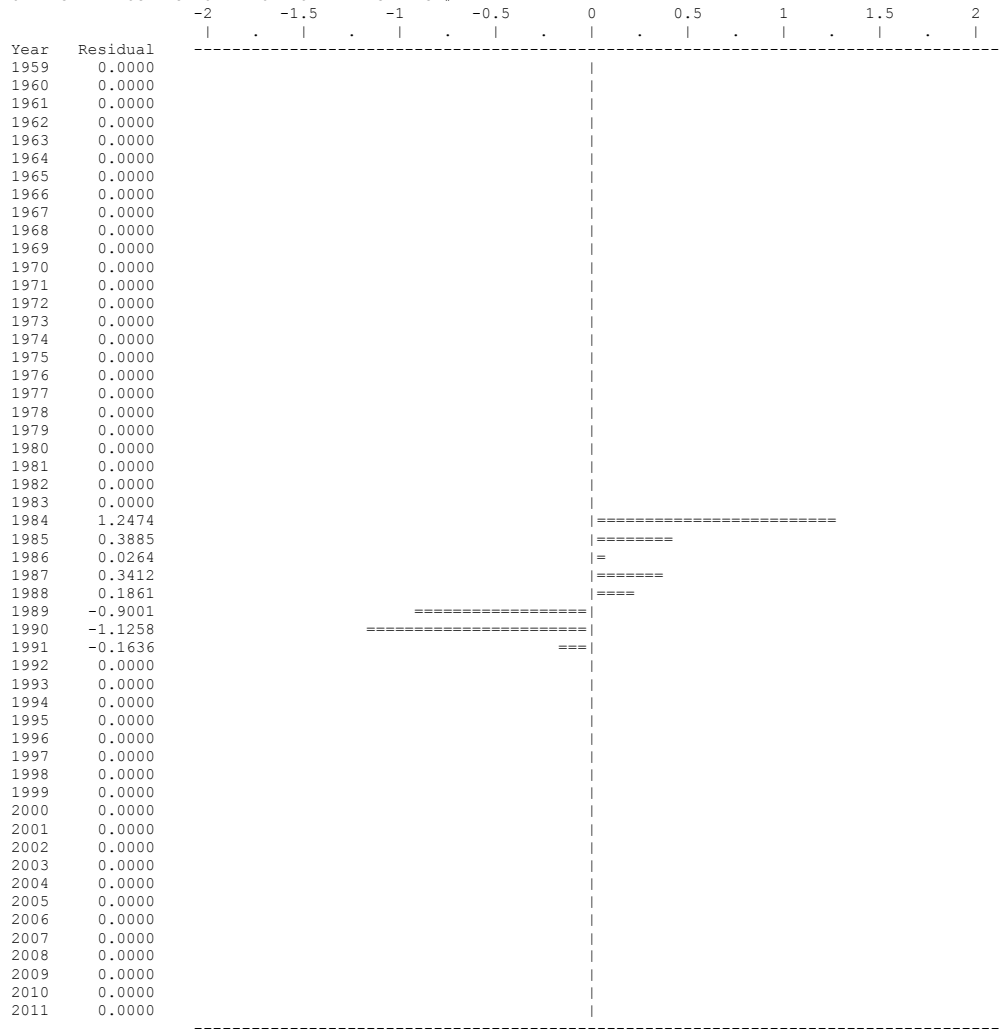 -2 -1.5 -1 -0.5 0 0.5 1 1.5 2
| . | . | . | . | . | . | . | . |
Year Residual ------------------------------------------------------------------------------------
1959 0.0000 |
1960 0.0000 |
1961 0.0000 |
1962 0.0000 |
1963 0.0000 |
1964 0.0000 |
1965 0.0000 |
1966 0.0000 |
1967 0.0000 |
1968 0.0000 |
1969 0.0000 |
1970 0.0000 |
1971 0.0000 |
1972 0.0000 |
1973 0.0000 |
1974 0.0000 |
1975 0.0000 |
1976 0.0000 |
1977 0.0000 |
1978 0.0000 |
1979 0.0000 |
1980 0.0000 |
1981 0.0000 |
1982 0.0000 |
1983 0.0000 |
1984 1.2474 |=========================
1985 0.3885 |========
1986 0.0264 |=
1987 0.3412 |=======
1988 0.1861 |====
1989 -0.9001 ==================|
1990 -1.1258 =======================|
1991 -0.1636 ===|
1992 0.0000 |
1993 0.0000 |
1994 0.0000 |
1995 0.0000 |
1996 0.0000 |
1997 0.0000 |
1998 0.0000 |
1999 0.0000 |
2000 0.0000 |
2001 0.0000 |
2002 0.0000 |
2003 0.0000 |
2004 0.0000 |
2005 0.0000 |
2006 0.0000 |
2007 0.0000 |
2008 0.0000 |
2009 0.0000 |
2010 0.0000 |
2011 0.0000 |
------------------------------------------------------------------------------------